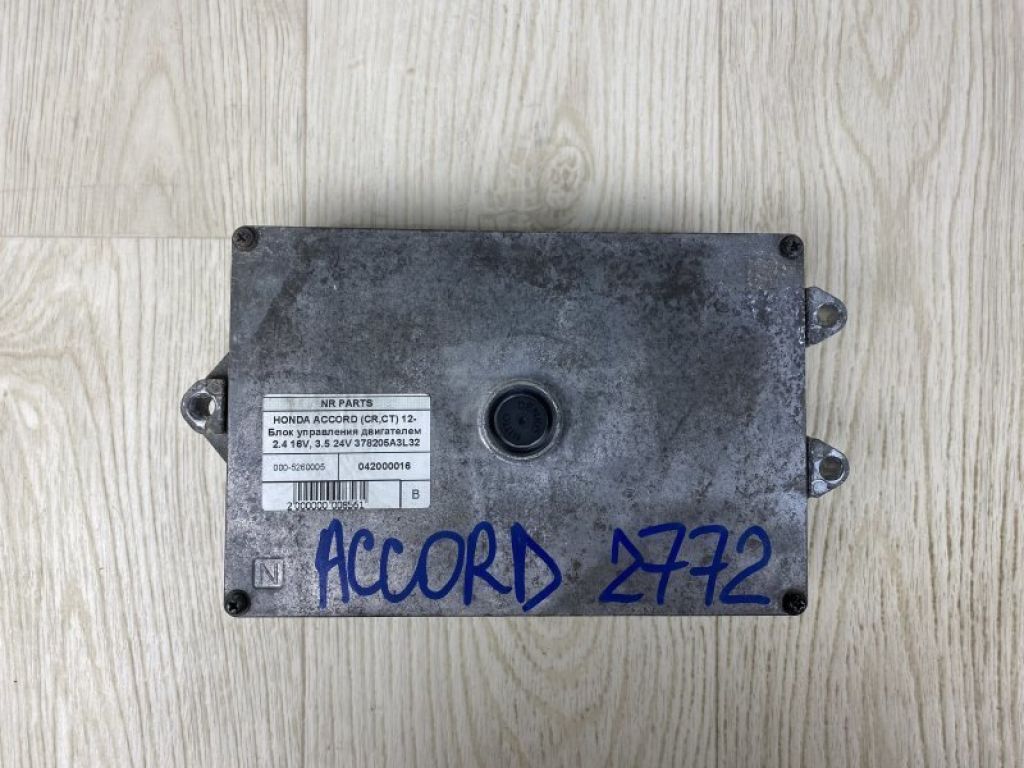 NR PARTS
HONDA ACCORD (CR,CT) 12-
Блок управления двигателем
2.4 16V, 3.5 24V 378205A3L32
000-5260005
042000016
B
N
ACCORD 2772